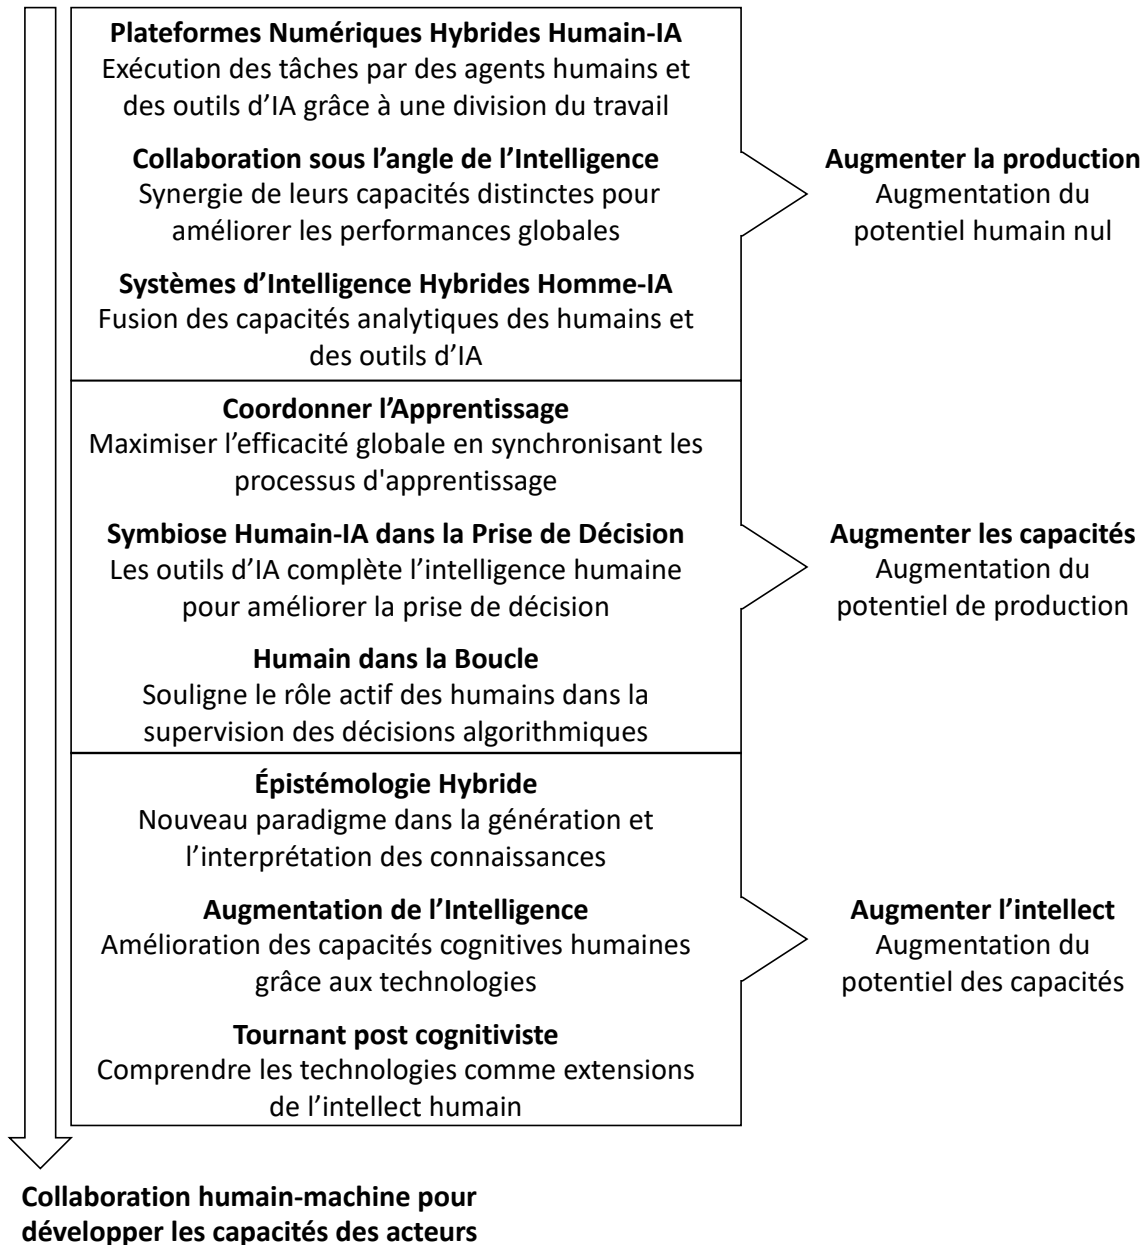 Plateformes Numériques Hybrides Humain-IA
Exécution des tâches par des agents humains et
des outils d’IA grâce à une division du travail
Collaboration sous l’angle de l’Intelligence
Synergie de leurs capacités distinctes pour
améliorer les performances globales
Systèmes d’Intelligence Hybrides Homme-IA
Fusion des capacités analytiques des humains et
des outils d’IA
Augmenter la production
Augmentation du
potentiel humain nul
Coordonner l’Apprentissage
Maximiser l’efficacité globale en synchronisant les
processus d'apprentissage
Symbiose Humain-IA dans la Prise de Décision
Les outils d’IA complète l’intelligence humaine
pour améliorer la prise de décision
Humain dans la Boucle
Souligne le rôle actif des humains dans la
supervision des décisions algorithmiques
Augmenter les capacités
Augmentation du
potentiel de production
Épistémologie Hybride
Nouveau paradigme dans la génération et
l’interprétation des connaissances
Augmentation de l’Intelligence
Amélioration des capacités cognitives humaines
grâce aux technologies
Tournant post cognitiviste
Comprendre les technologies comme extensions
de l’intellect humain
Augmenter l’intellect
Augmentation du
potentiel des capacités
Collaboration humain-machine pour
développer les capacités des acteurs